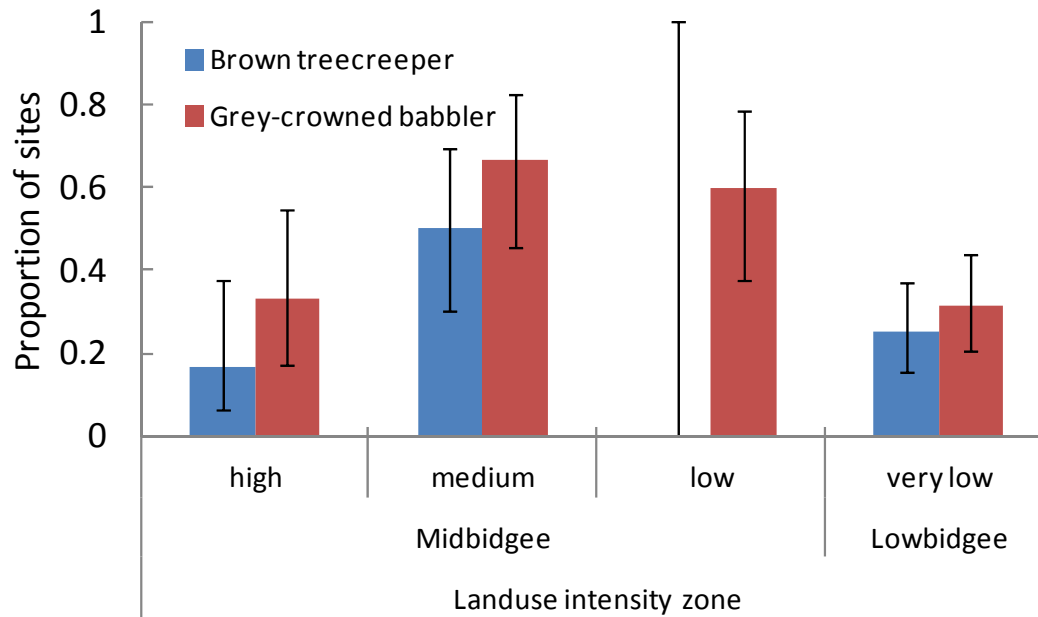 Proportion of sites
1
0.8
0.6
0.4
0.2
0
Brown treecreeper
Grey-crowned babbler
high medium low very low
Midbidgee Lowbidgee
Landuse intensity zone